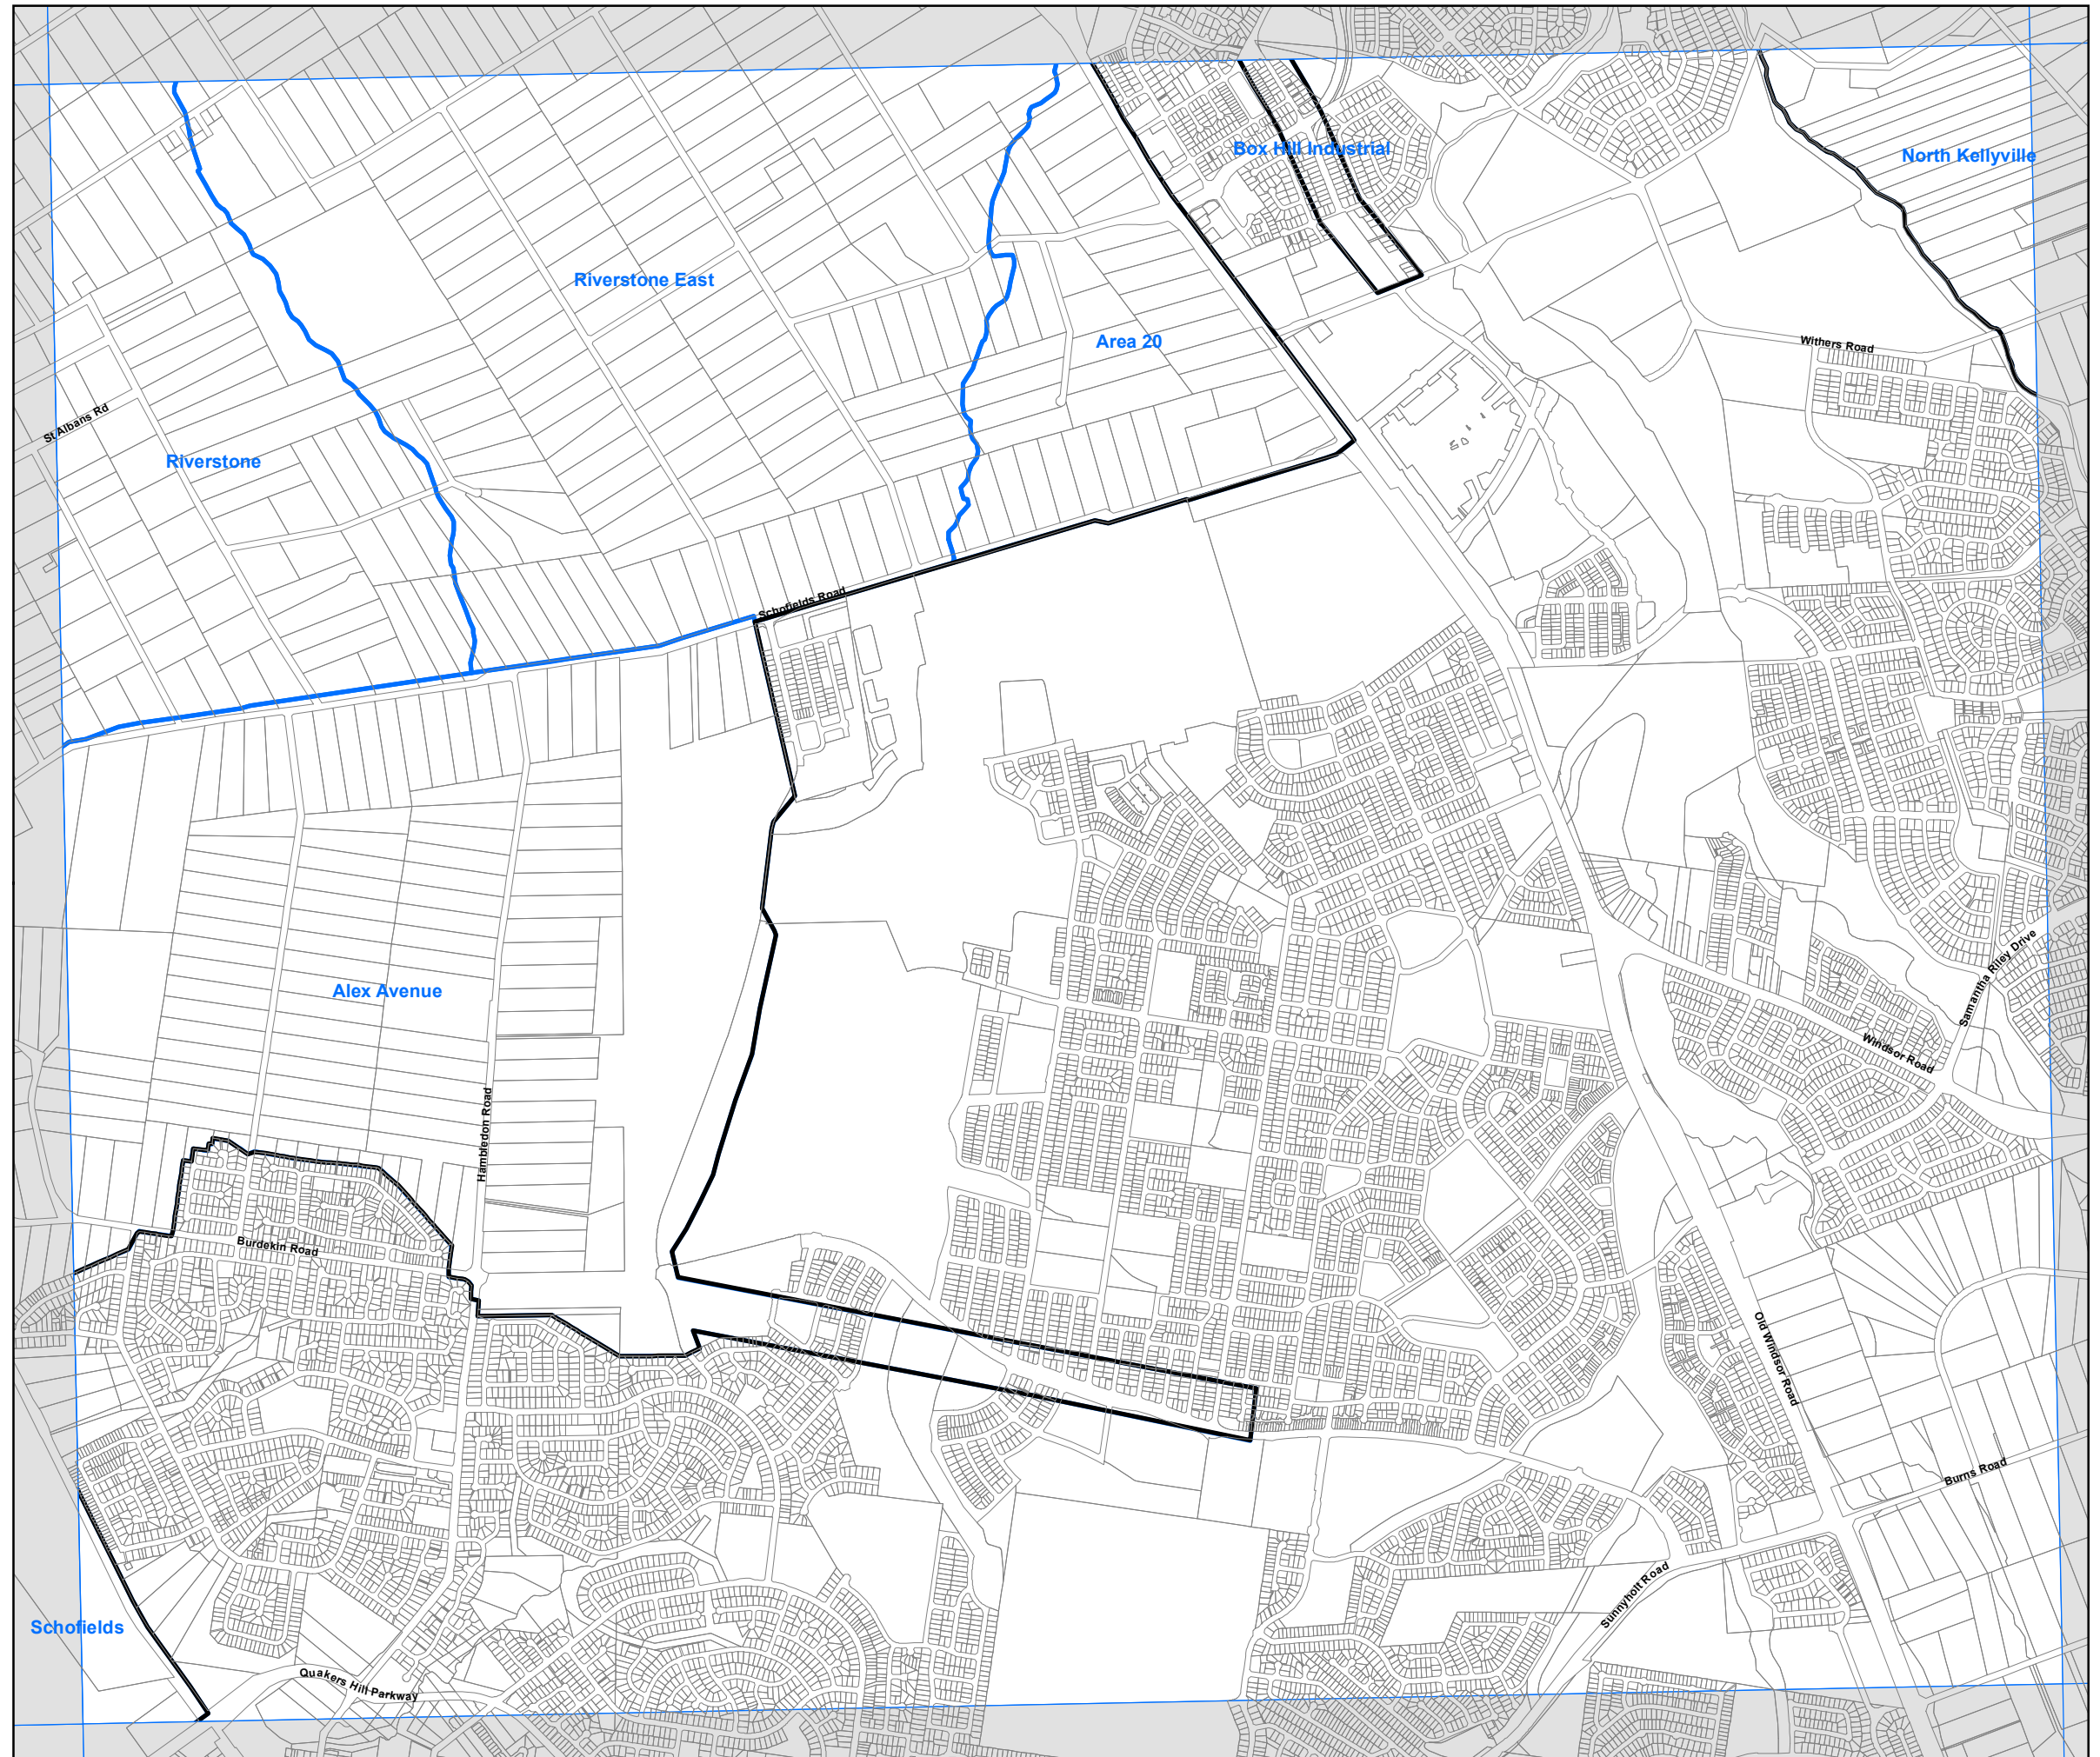 Box Hill Industrial
North Kellyville
Riverstone East
Area 20
Withers Road
St Albans Rd
Riverstone
Schofields Road
Alex Avenue
Samantha Riley Drive
Windsor Road
Hambledon Road
Burdekin Road
Old Windsor Road
Burns Road
Sunnyholt Road
Schofields
Quakers Hill Parkway